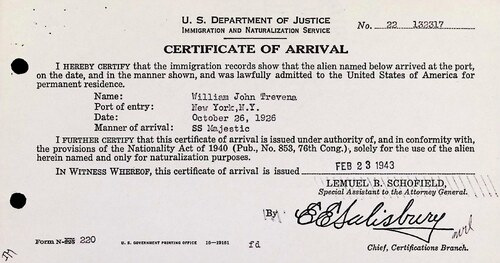 U. S. DEPARTMENT OF JUSTICE
IMMIGRATION AND NATURALIZATION SERVICE
No. 22 132317
CERTIFICATE OF ARRIVAL
I HEREBY CERTIFY that the immigration records show that the alien named below arrived at the port,
on the date, and in the manner shown, and was lawfully admitted to the United States of America for
permanent residence.
Name: William John Trevena
Port of entry: New York, N.Y.
Date: October 26, 1926
Manner of arrival: SS Majestic
I FURTHER CERTIFY that this certificate of arrival is issued under authority of, and in conformity with,
the provisions of the Nationality Act of 1940 (Pub., No. 853, 76th Cong.), solely for the use of the alien
herein named and only for naturalization purposes.
IN WITNESS WHEREOF, this certificate of arrival is issued FEB 23 1943
LEMUEL B. SCHOFIELD,
Special Assistant to the Attorney General.
By E E Salisbury
Chief, Certifications Branch.
Form N-225 220 U. S. GOVERNMENT PRINTING OFFICE fd